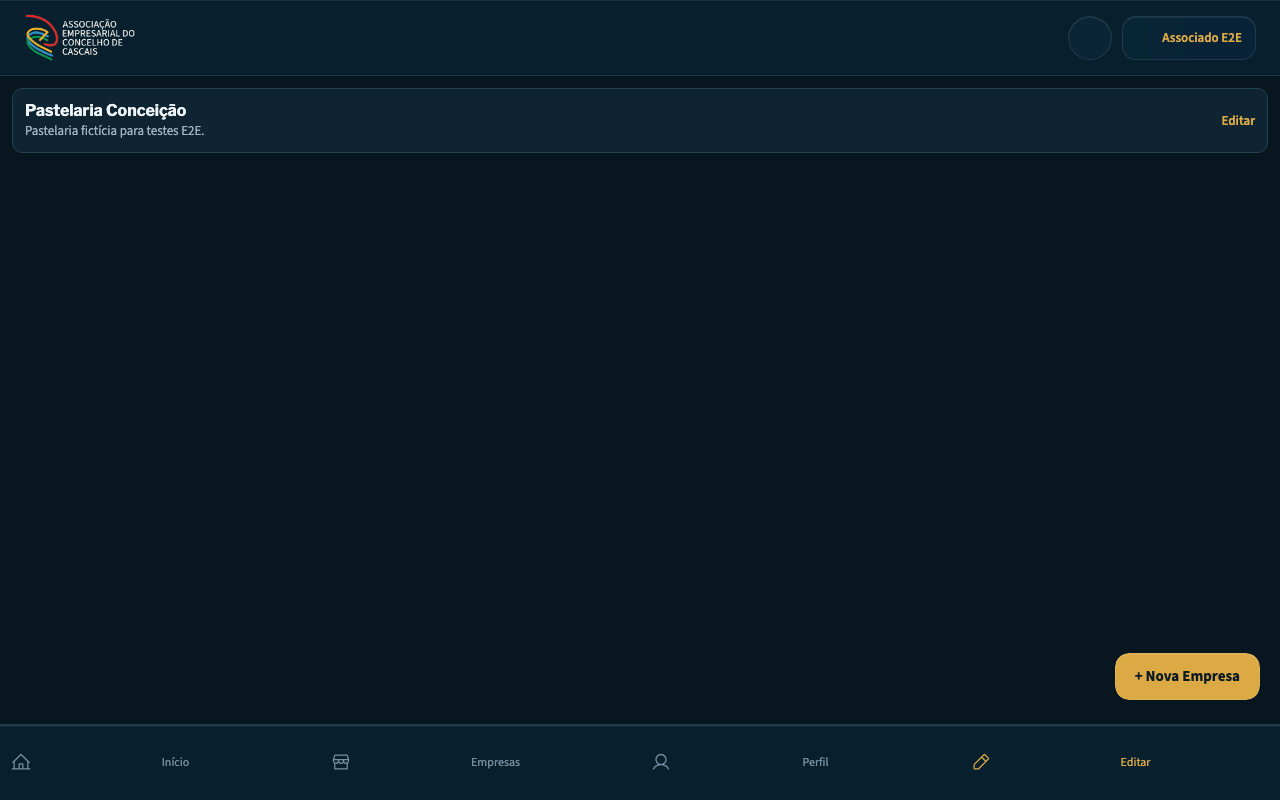 ASSOCIAÇÃO
EMPRESARIAL DO
CONCELHO DE
CASCAIS
Associado E2E
Pastelaria Conceição
Pastelaria fictícia para testes E2E.
Editar
+ Nova Empresa
Início
Empresas
Perfil
Editar